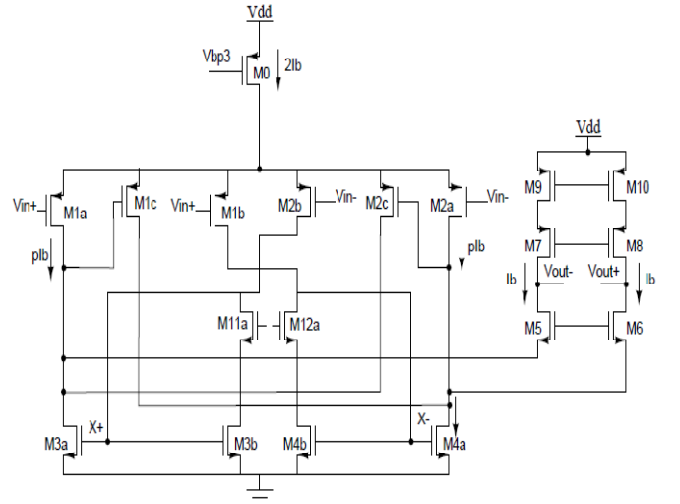 Vdd
Vbp3
M0
2Ib
Vdd
M9
M10
Vin+
M1a
M1c
Vin+
M1b
M2b
Vin-
M2c
M2a
Vin-
M7
M8
pIb
pIb
Ib
Vout-
Vout+
Ib
M11a
M12a
M5
M6
X+
X-
M3a
M3b
M4b
M4a